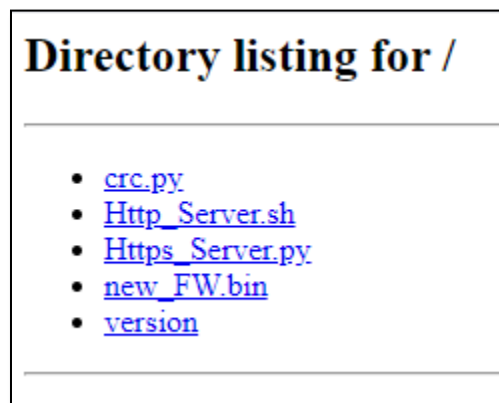 Directory listing for /
crc.py
Http_Server.sh
Https_Server.py
new_FW.bin
version